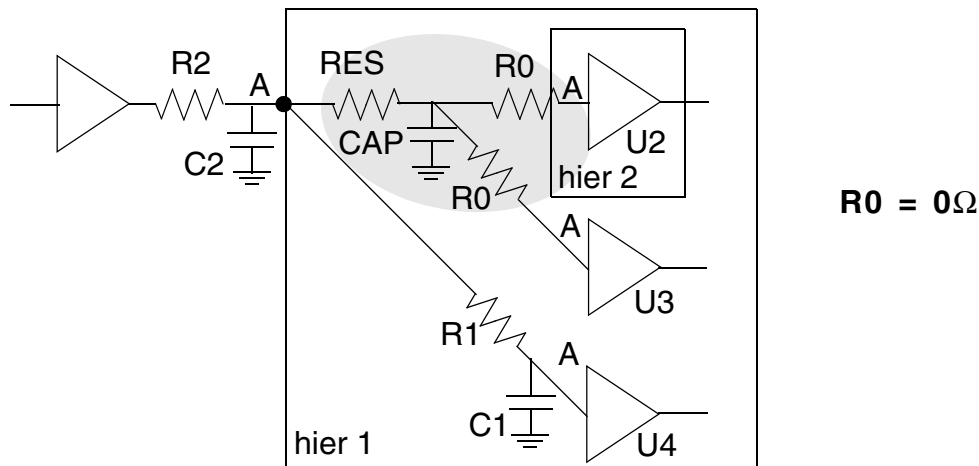 R2
A
RES
R0
A
C2
CAP
U2
hier 2
R0
R0 = 0Ω
A
U3
R1
A
C1
U4
hier 1